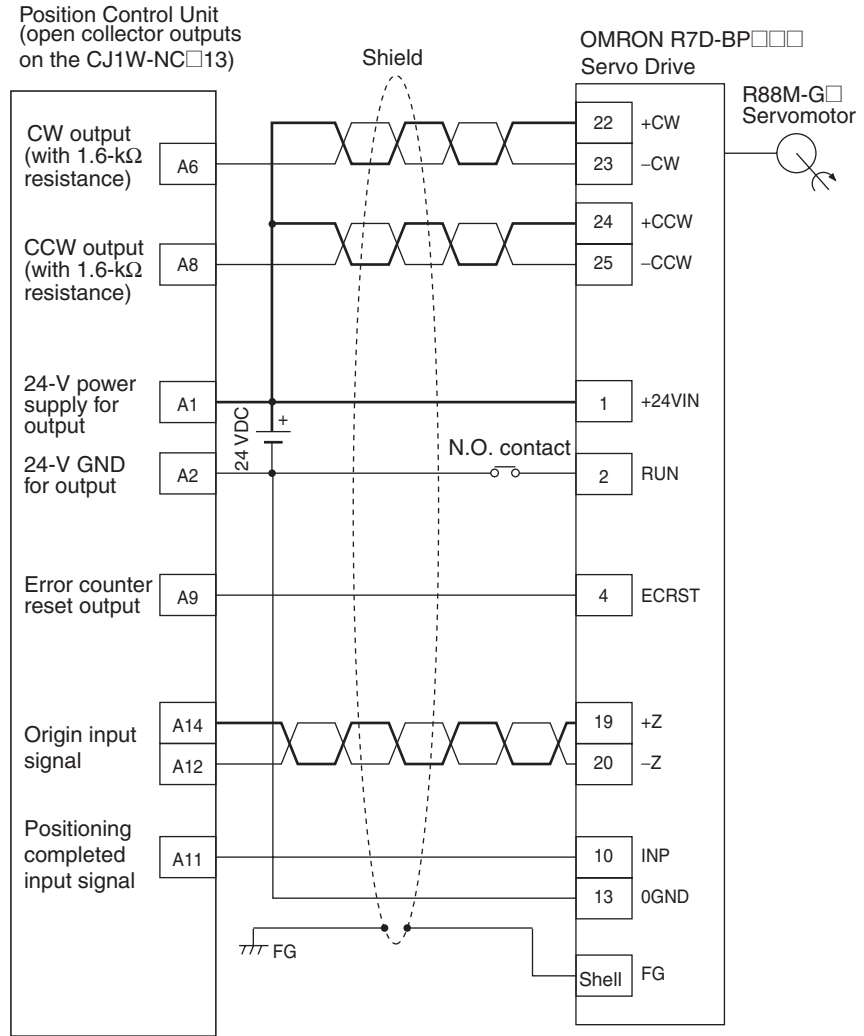 Position Control Unit
(open collector outputs
on the CJ1W-NC□13)
Shield
OMRON R7D-BP□□□
Servo Drive
R88M-G□
Servomotor
CW output
(with 1.6-kΩ
resistance)
A6
22 +CW
23 −CW
CCW output
(with 1.6-kΩ
resistance)
A8
24 +CCW
25 −CCW
24-V power
supply for
output
A1
24 VDC
+
1 +24VIN
24-V GND
for output
A2
N.O. contact
2 RUN
Error counter
reset output
A9
4 ECRST
Origin input
signal
A14
A12
19 +Z
20 −Z
Positioning
completed
input signal
A11
10 INP
13 0GND
FG
Shell FG